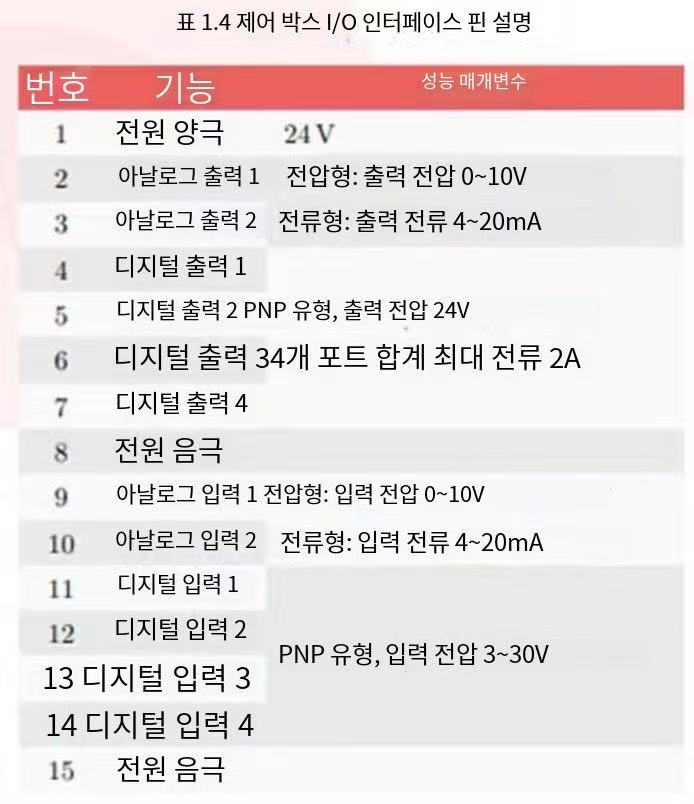 표 1.4 제어 박스 I/O 인터페이스 핀 설명
번호 기능 성능 매개변수
1 전원 양극 24 V
2 아날로그 출력 1 전압형: 출력 전압 0~10V
3 아날로그 출력 2 전류형: 출력 전류 4~20mA
4 디지털 출력 1
5 디지털 출력 2 PNP 유형, 출력 전압 24V
6 디지털 출력 34개 포트 합계 최대 전류 2A
7 디지털 출력 4
8 전원 음극
9 아날로그 입력 1 전압형: 입력 전압 0~10V
10 아날로그 입력 2 전류형: 입력 전류 4~20mA
11 디지털 입력 1
12 디지털 입력 2
PNP 유형, 입력 전압 3~30V
13 디지털 입력 3
14 디지털 입력 4
15 전원 음극